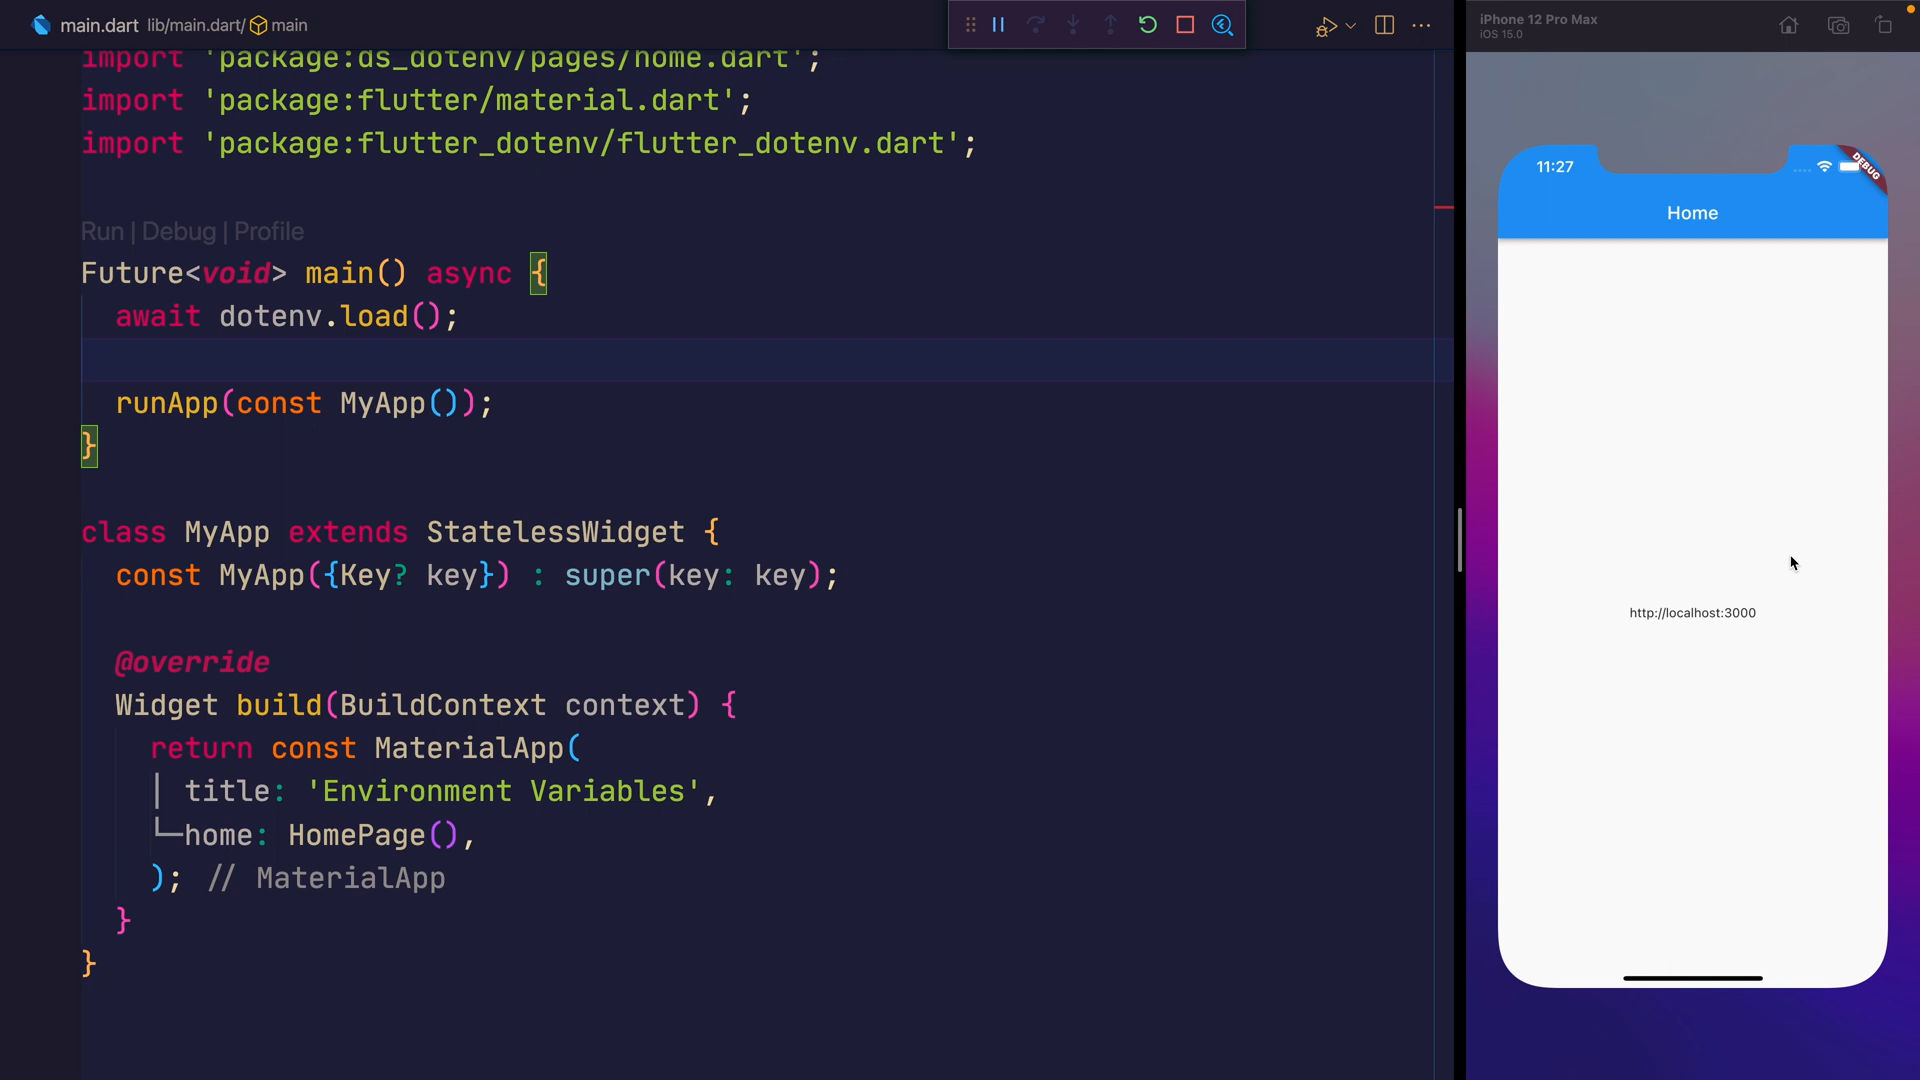 main.dart lib/main.dart/ main
import 'package:ds_dotenv/pages/home.dart';
import 'package:flutter/material.dart';
import 'package:flutter_dotenv/flutter_dotenv.dart';
Run | Debug | Profile
Future<void> main() async {
await dotenv.load();
runApp(const MyApp());
}
class MyApp extends StatelessWidget {
const MyApp({Key? key}) : super(key: key);
@override
Widget build(BuildContext context) {
return const MaterialApp(
title: 'Environment Variables',
home: HomePage(),
); // MaterialApp
}
}
iPhone 12 Pro Max
iOS 15.0
11:27
DEBUG
Home
http://localhost:3000